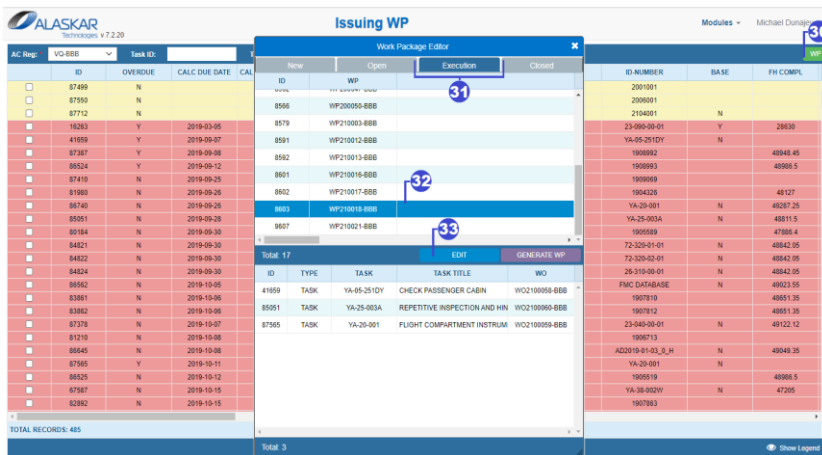 ALASKAR
Technologies v 7.2.20
Issuing WP
Modules
Michael Dunajev
30
AC Reg: VQ-BBB Task ID:
WP
Work Package Editor ×
New Open Execution Closed
31
ID WP
8566 WP200050-BBB
8579 WP210003-BBB
8591 WP210012-BBB
8592 WP210013-BBB
8601 WP210016-BBB
8602 WP210017-BBB
32
8603 WP210018-BBB
9607 WP210021-BBB
33
Total: 17 EDIT GENERATE WP
ID TYPE TASK TASK TITLE WO
41659 TASK YA-05-251DY CHECK PASSENGER CABIN WO2100058-BBB
85051 TASK YA-25-003A REPETITIVE INSPECTION AND HIN WO2100060-BBB
87565 TASK YA-20-001 FLIGHT COMPARTMENT INSTRUM WO2100059-BBB
Total: 3
ID OVERDUE CALC DUE DATE CAL ID-NUMBER BASE FH COMPL
87499 N 2001001
87550 N 2006001
87712 N 2104001 N
16263 Y 2019-03-05 23-090-00-01 Y 28630
41659 Y 2019-09-07 YA-05-251DY N
87387 Y 2019-09-08 1908992 48948.45
86524 Y 2019-09-12 1908993 48986.5
87410 N 2019-09-25 1909069
81980 N 2019-09-26 1904326 48127
86740 N 2019-09-26 YA-20-001 N 49287.25
85051 N 2019-09-28 YA-25-003A N 48811.5
80184 N 2019-09-30 1905589 47886.4
84821 N 2019-09-30 72-320-01-01 N 48842.05
84822 N 2019-09-30 72-320-02-01 N 48842.05
84824 N 2019-09-30 26-310-00-01 N 48842.05
86562 N 2019-10-05 FMC DATABASE N 49023.55
83861 N 2019-10-06 1907810 48651.35
83862 N 2019-10-06 1907812 48651.35
87378 N 2019-10-07 23-040-00-01 N 49122.12
81210 N 2019-10-08 1906713
86645 N 2019-10-08 AD2019-01-03_0_H N 49049.35
87565 Y 2019-10-11 YA-20-001 N
86525 N 2019-10-12 1905519 48986.5
67587 N 2019-10-15 YA-38-002W N 47205
82892 N 2019-10-15 1907863
TOTAL RECORDS: 485
Show Legend